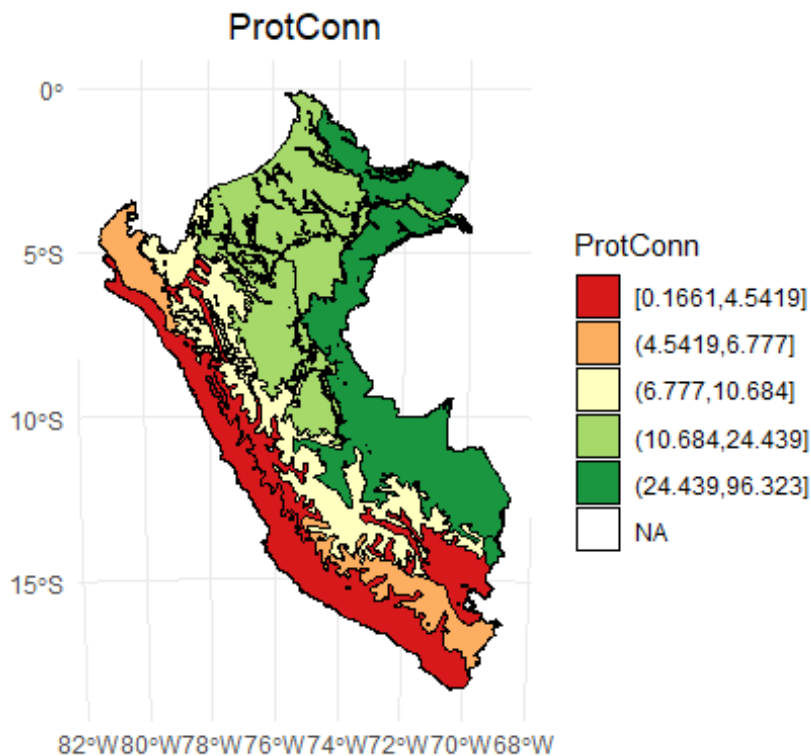 ProtConn
0°
5°S
10°S
15°S
82°W80°W78°W76°W74°W72°W70°W68°W
ProtConn
[0.1661,4.5419]
(4.5419,6.777]
(6.777,10.684]
(10.684,24.439]
(24.439,96.323]
NA